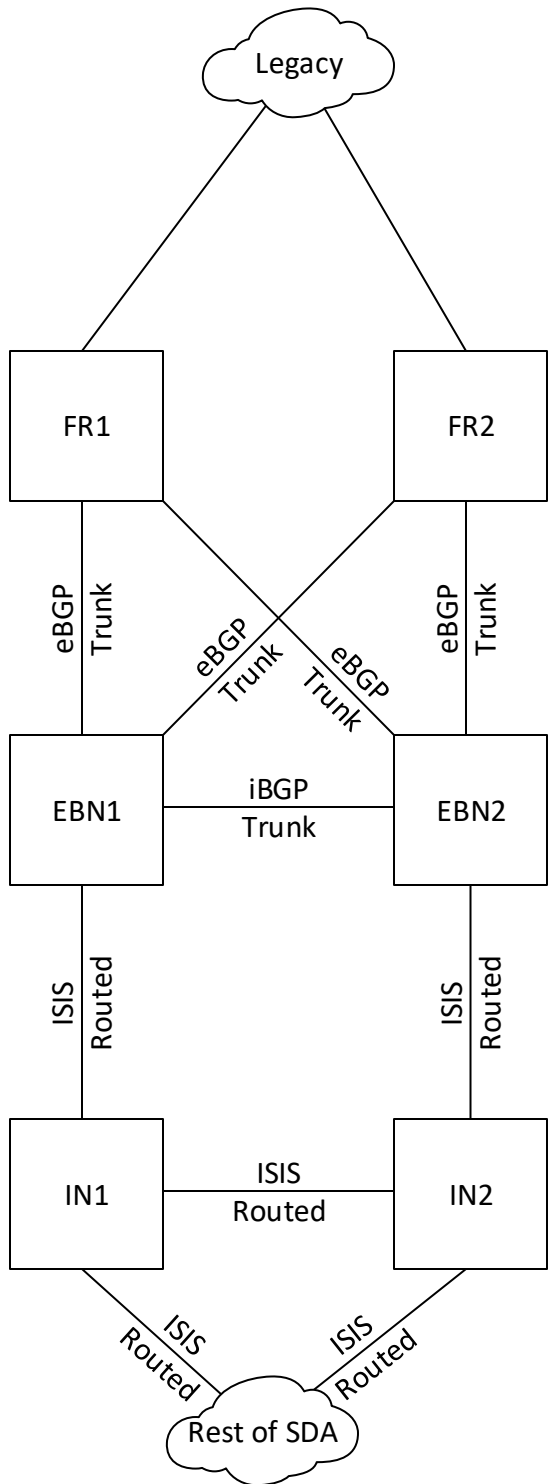 Legacy
FR1
FR2
eBGP
Trunk
eBGP
Trunk
eBGP
Trunk
eBGP
Trunk
EBN1
iBGP
Trunk
EBN2
ISIS
Routed
ISIS
Routed
IN1
ISIS
Routed
IN2
ISIS
Routed
ISIS
Routed
Rest of SDA